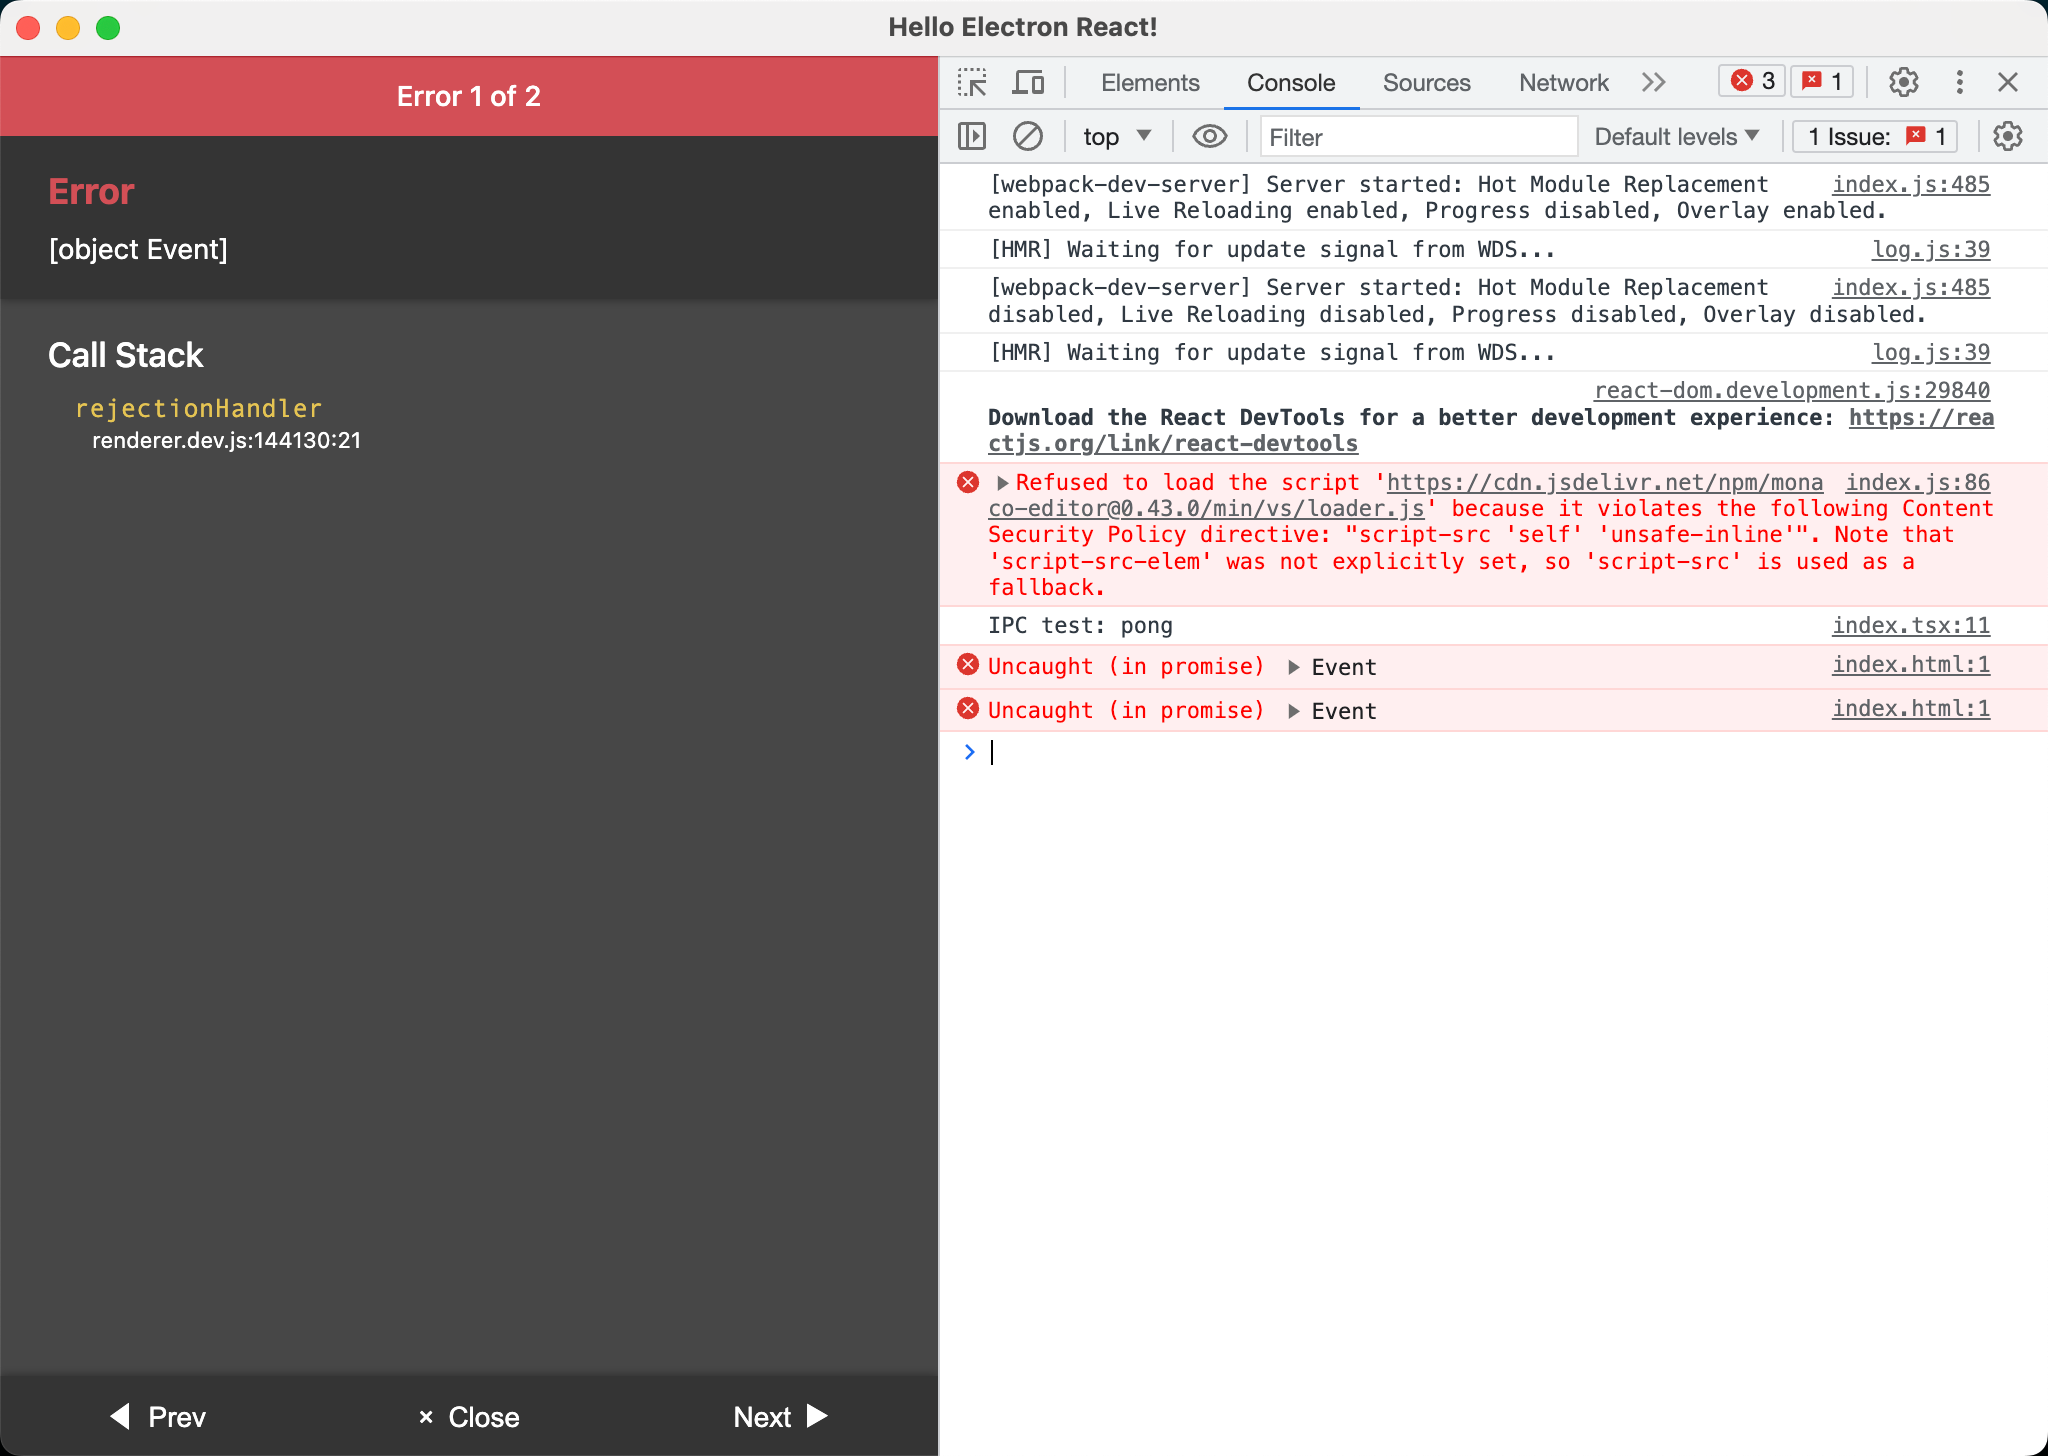 Hello Electron React!
Error 1 of 2
Error
[object Event]
Call Stack
rejectionHandler
renderer.dev.js:144130:21
Prev
× Close
Next
Elements Console Sources Network 3 1
top Filter Default levels 1 Issue: 1
[webpack-dev-server] Server started: Hot Module Replacement index.js:485
enabled, Live Reloading enabled, Progress disabled, Overlay enabled.
[HMR] Waiting for update signal from WDS... log.js:39
[webpack-dev-server] Server started: Hot Module Replacement index.js:485
disabled, Live Reloading disabled, Progress disabled, Overlay disabled.
[HMR] Waiting for update signal from WDS... log.js:39
react-dom.development.js:29840
Download the React DevTools for a better development experience: https://rea
ctjs.org/link/react-devtools
Refused to load the script 'https://cdn.jsdelivr.net/npm/mona index.js:86
co-editor@0.43.0/min/vs/loader.js' because it violates the following Content
Security Policy directive: "script-src 'self' 'unsafe-inline'". Note that
'script-src-elem' was not explicitly set, so 'script-src' is used as a
fallback.
IPC test: pong index.tsx:11
Uncaught (in promise) Event index.html:1
Uncaught (in promise) Event index.html:1